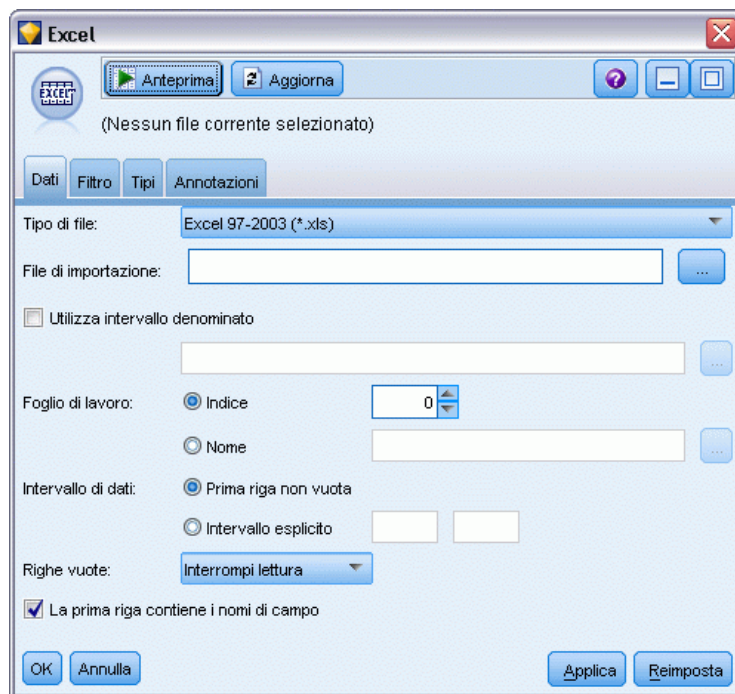 Excel
EXCEL
Anteprima Aggiorna ?
(Nessun file corrente selezionato)
Dati Filtro Tipi Annotazioni
Tipo di file: Excel 97-2003 (*.xls)
File di importazione: ...
Utilizza intervallo denominato
...
Foglio di lavoro: Indice 0
Nome ...
Intervallo di dati: Prima riga non vuota
Intervallo esplicito
Righe vuote: Interrompi lettura
La prima riga contiene i nomi di campo
OK Annulla Applica Reimposta